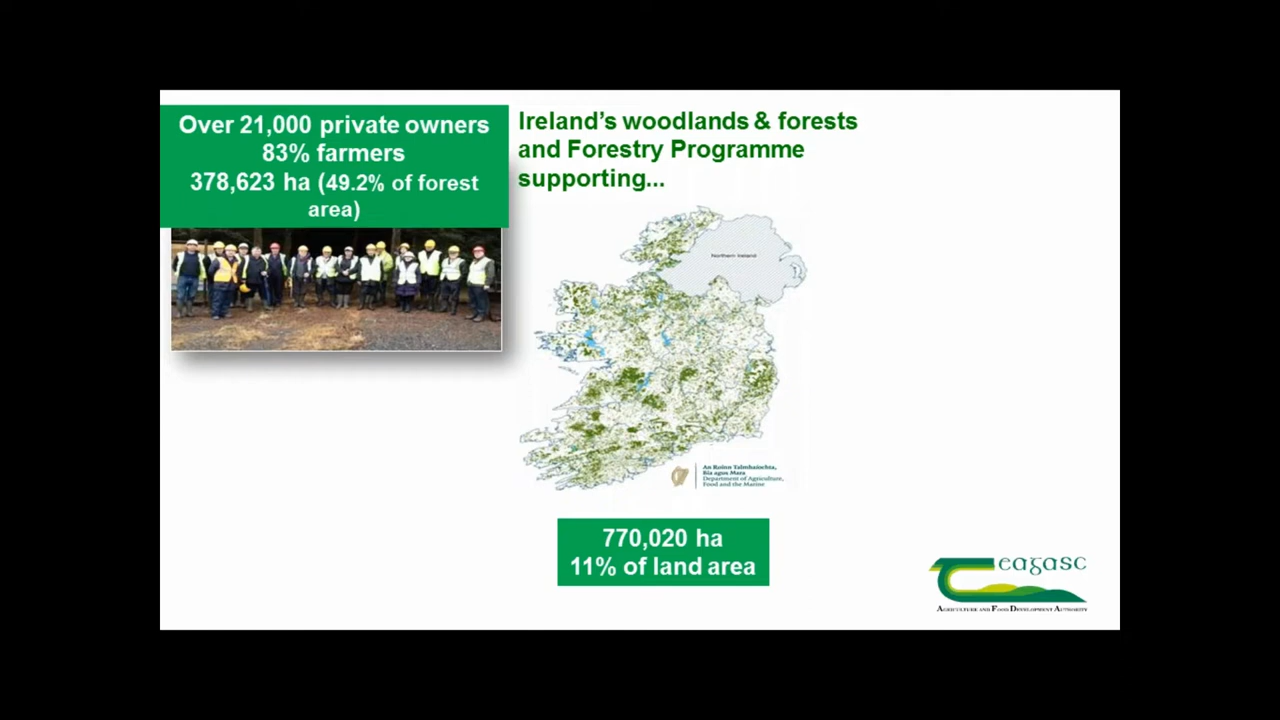 Over 21,000 private owners
83% farmers
378,623 ha (49.2% of forest
area)
Ireland's woodlands & forests
and Forestry Programme
supporting...
Northern Ireland
An Roinn Talmhaíochta,
Bia agus Mara
Department of Agriculture,
Food and the Marine
770,020 ha
11% of land area
eagasc
AGRICULTURE AND FOOD DEVELOPMENT AUTHORITY